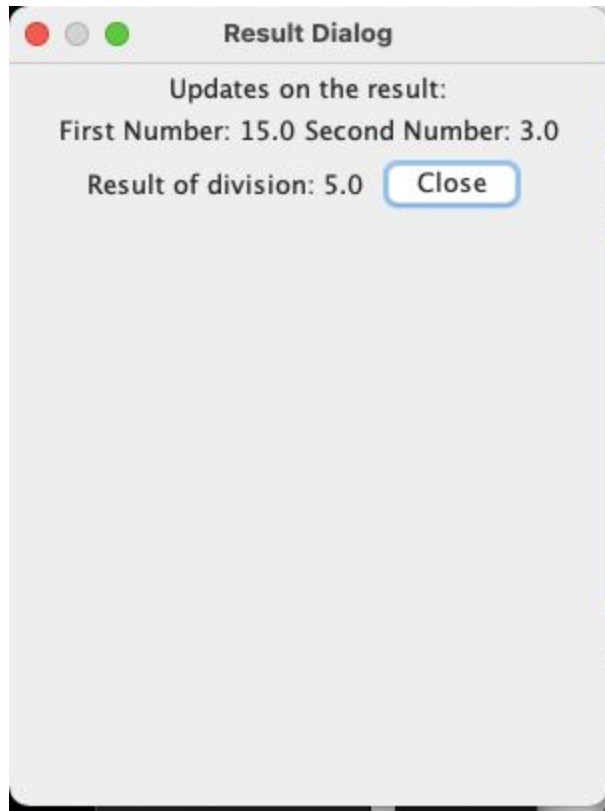 Result Dialog
Updates on the result:
First Number: 15.0 Second Number: 3.0
Result of division: 5.0 Close